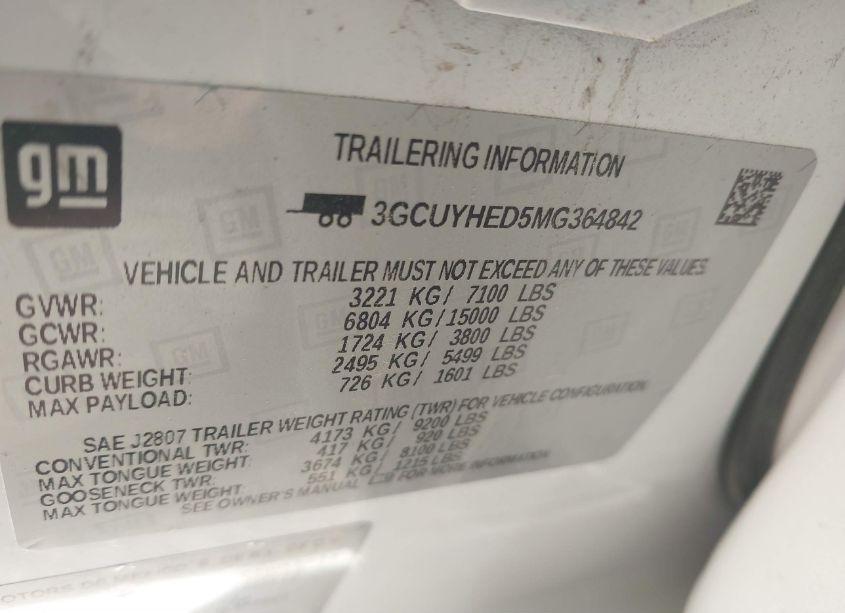 gm
TRAILERING INFORMATION
3GCUYHED5MG364842
VEHICLE AND TRAILER MUST NOT EXCEED ANY OF THESE VALUES
GVWR: 3221 KG/ 7100 LBS
GCWR: 6804 KG/15000 LBS
RGAWR: 1724 KG/ 3800 LBS
CURB WEIGHT: 2495 KG/ 5499 LBS
MAX PAYLOAD: 726 KG/ 1601 LBS
SAE J2807 TRAILER WEIGHT RATING (TWR) FOR VEHICLE CONFIGURATION
CONVENTIONAL TWR: 4173 KG/ 9200 LBS
MAX TONGUE WEIGHT: 417 KG/ 920 LBS
GOOSENECK TWR: 3674 KG/ 8100 LBS
MAX TONGUE WEIGHT: 551 KG/ 1215 LBS
SEE OWNER'S MANUAL FOR MORE INFORMATION